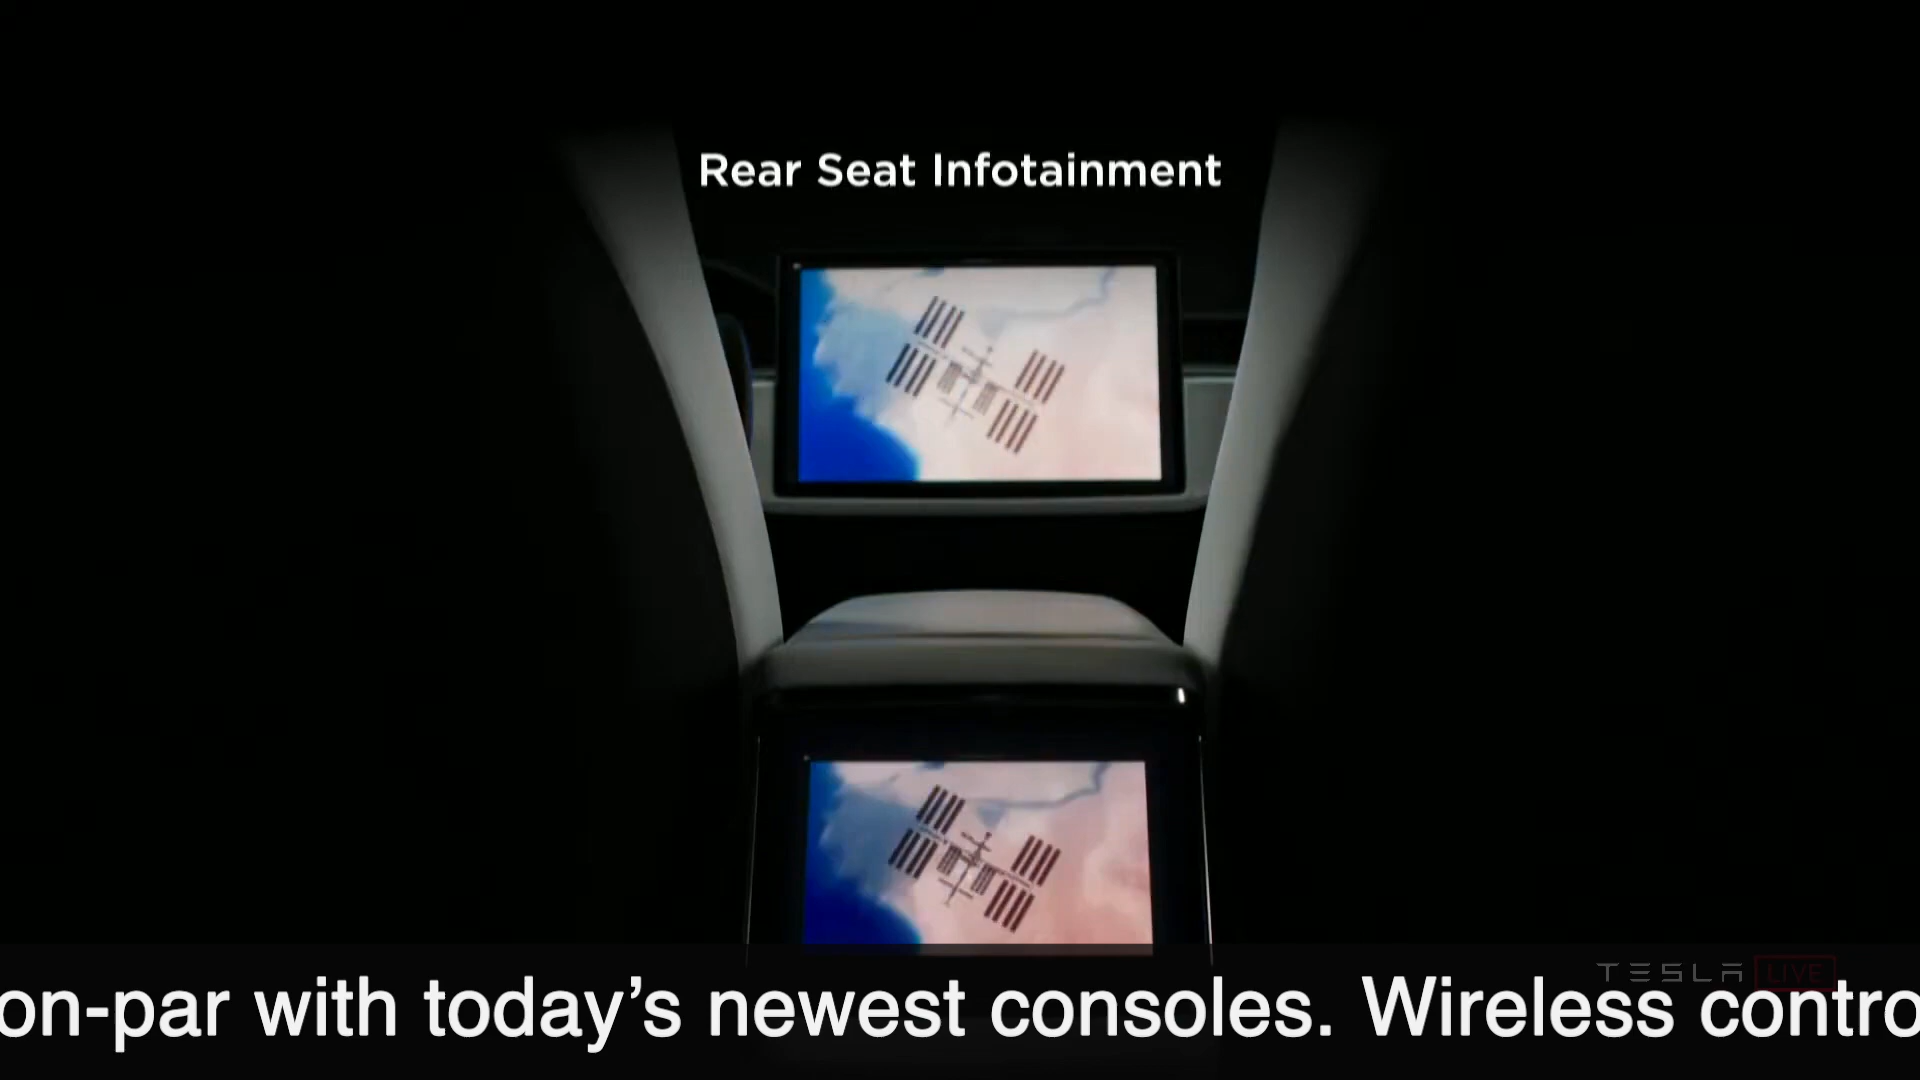 Rear Seat Infotainment
TESLA LIVE
on-par with today’s newest consoles. Wireless contro